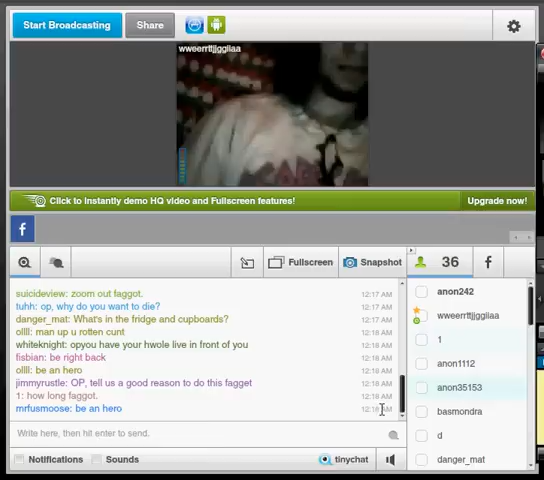 Start Broadcasting
Share
wweerrttjjggiiaa
Click to instantly demo HQ video and Fullscreen features!
Upgrade now!
Fullscreen
Snapshot
36
suicideview: zoom out faggot. 12:17 AM
tuhh: op, why do you want to die? 12:17 AM
danger_mat: What's in the fridge and cupboards? 12:17 AM
ollll: man up u rotten cunt 12:18 AM
whiteknight: opyou have your hwole live in front of you 12:18 AM
fisbian: be right back 12:18 AM
ollll: be an hero 12:18 AM
jimmyrustle: OP, tell us a good reason to do this fagget 12:18 AM
1: how long faggot. 12:18 AM
mrfusmoose: be an hero 12:18
anon242
wweerrttjjggiiaa
1
anon1112
anon35153
basmondra
d
danger_mat
Write here, then hit enter to send.
Notifications
Sounds
tinychat